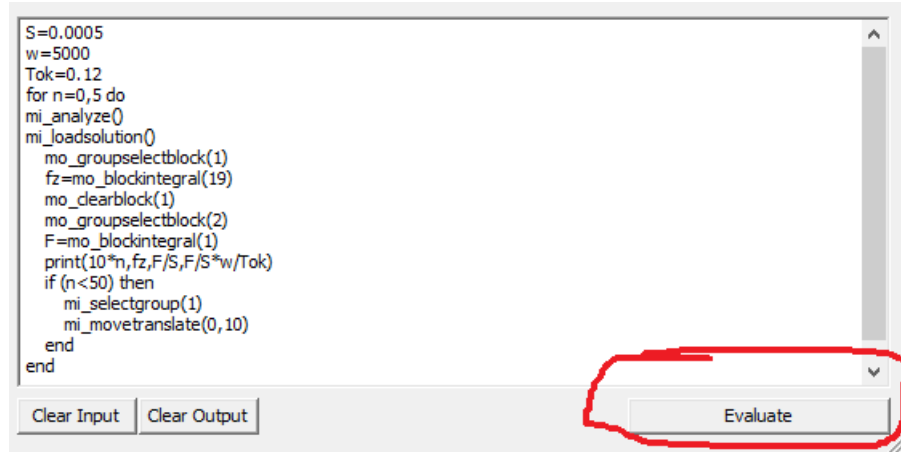 S=0.0005
w=5000
Tok=0.12
for n=0,5 do
mi_analyze()
mi_loadsolution()
mo_groupselectblock(1)
fz=mo_blockintegral(19)
mo_clearblock(1)
mo_groupselectblock(2)
F=mo_blockintegral(1)
print(10*n,fz,F/S,F/S*w/Tok)
if (n<50) then
mi_selectgroup(1)
mi_movetranslate(0,10)
end
end
Clear Input Clear Output Evaluate